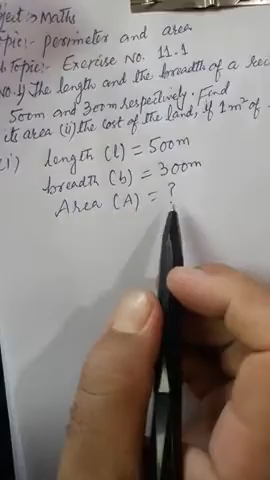 ject:- Maths
opic:- perimeter and area
Topic:- Exercise No. 11.1
No.1) The length and the breadth of a
500m and 300m respectively. Find
its area (ii) the cost of the land, if 1m² of
(i) length (l) = 500m
breadth (b) = 300m
Area (A) = ?